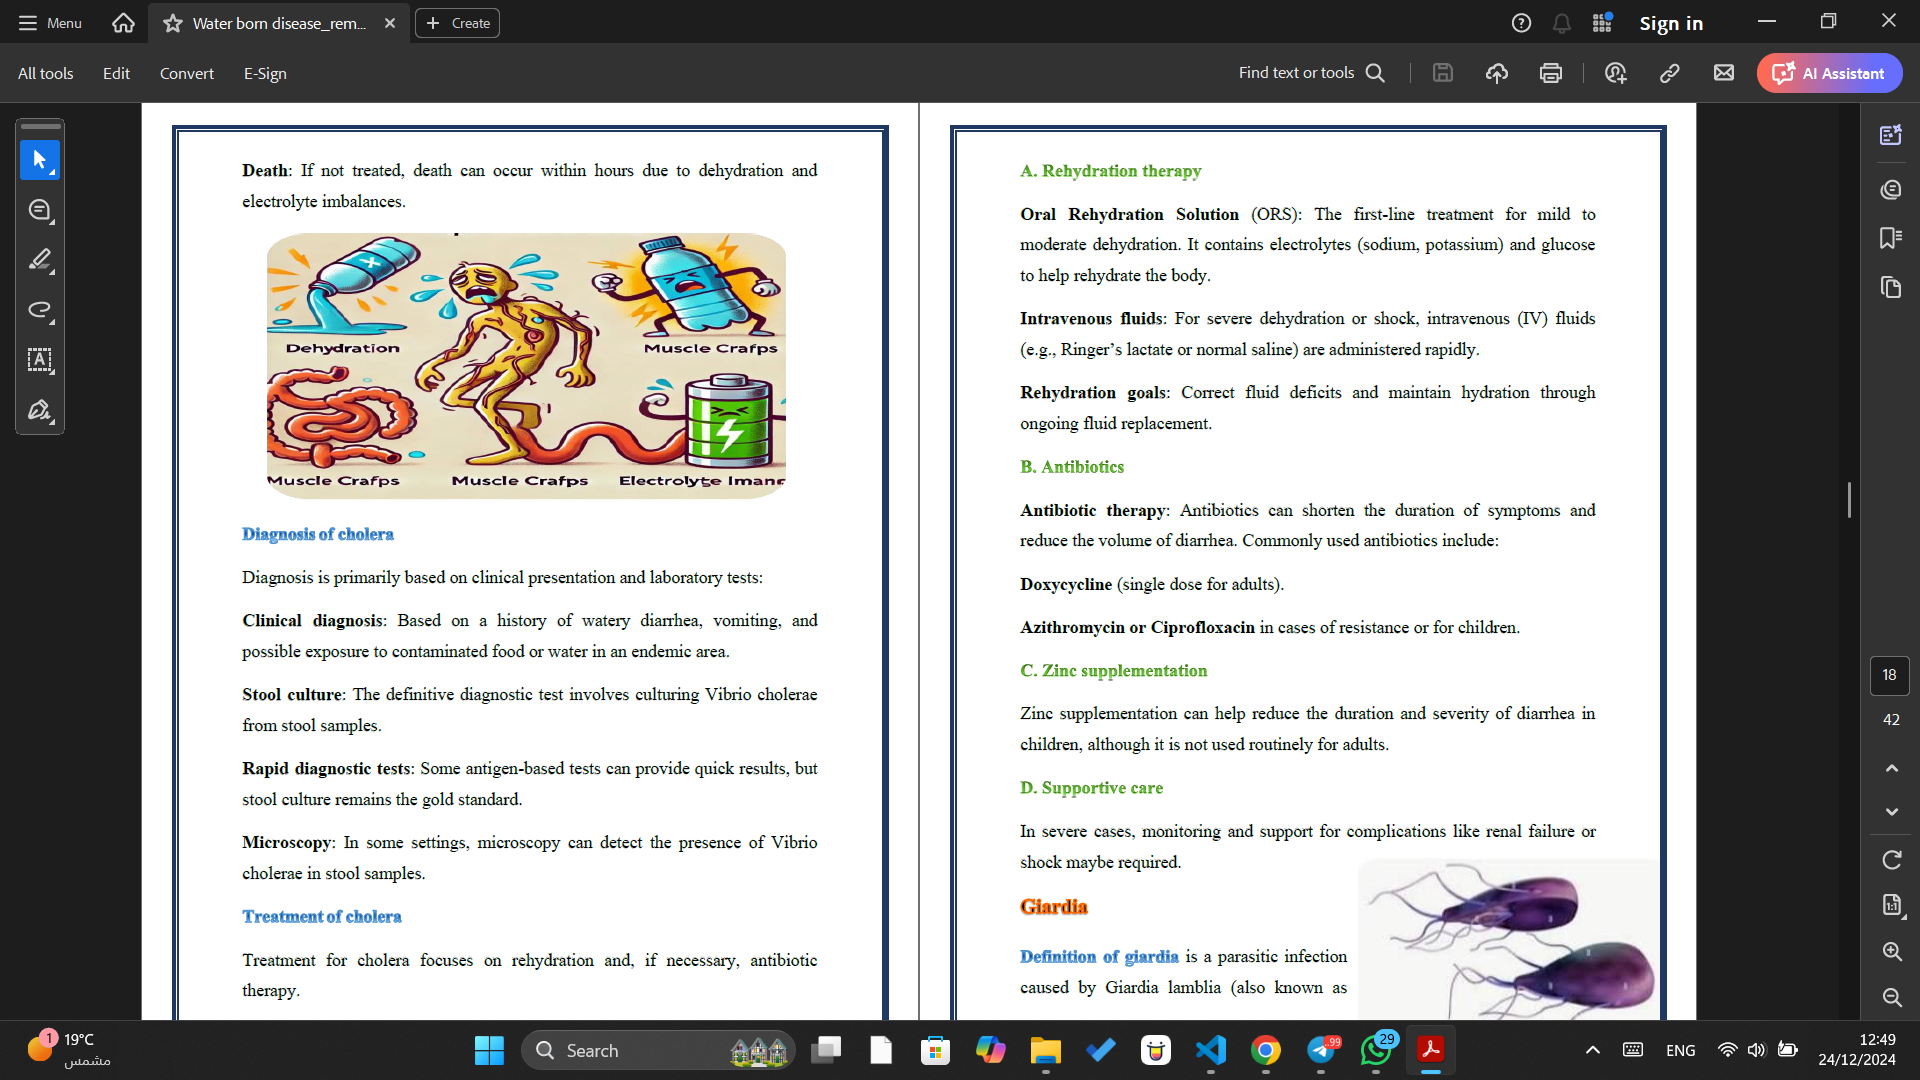 Menu
Water born disease_rem...
Create
Sign in
All tools
Edit
Convert
E-Sign
Find text or tools
AI Assistant
Death: If not treated, death can occur within hours due to dehydration and
electrolyte imbalances.
Dehydration
Muscle Crafps
Muscle Crafps
Muscle Crafps
Electrolyte Imanc
Diagnosis of cholera
Diagnosis is primarily based on clinical presentation and laboratory tests:
Clinical diagnosis: Based on a history of watery diarrhea, vomiting, and
possible exposure to contaminated food or water in an endemic area.
Stool culture: The definitive diagnostic test involves culturing Vibrio cholerae
from stool samples.
Rapid diagnostic tests: Some antigen-based tests can provide quick results, but
stool culture remains the gold standard.
Microscopy: In some settings, microscopy can detect the presence of Vibrio
cholerae in stool samples.
Treatment of cholera
Treatment for cholera focuses on rehydration and, if necessary, antibiotic
therapy.
A. Rehydration therapy
Oral Rehydration Solution (ORS): The first-line treatment for mild to
moderate dehydration. It contains electrolytes (sodium, potassium) and glucose
to help rehydrate the body.
Intravenous fluids: For severe dehydration or shock, intravenous (IV) fluids
(e.g., Ringer’s lactate or normal saline) are administered rapidly.
Rehydration goals: Correct fluid deficits and maintain hydration through
ongoing fluid replacement.
B. Antibiotics
Antibiotic therapy: Antibiotics can shorten the duration of symptoms and
reduce the volume of diarrhea. Commonly used antibiotics include:
Doxycycline (single dose for adults).
Azithromycin or Ciprofloxacin in cases of resistance or for children.
C. Zinc supplementation
Zinc supplementation can help reduce the duration and severity of diarrhea in
children, although it is not used routinely for adults.
D. Supportive care
In severe cases, monitoring and support for complications like renal failure or
shock maybe required.
Giardia
Definition of giardia is a parasitic infection
caused by Giardia lamblia (also known as
18
42
1:1
1
19°C
مشمس
Search
99
29
ENG
12:49
24/12/2024